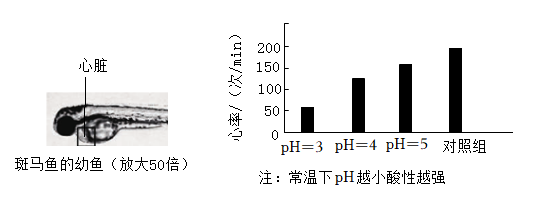 心脏
斑马鱼的幼鱼（放大50倍）
心率/（次/min）
200
150
100
50
0
pH=3 pH=4 pH=5 对照组
注：常温下pH越小酸性越强